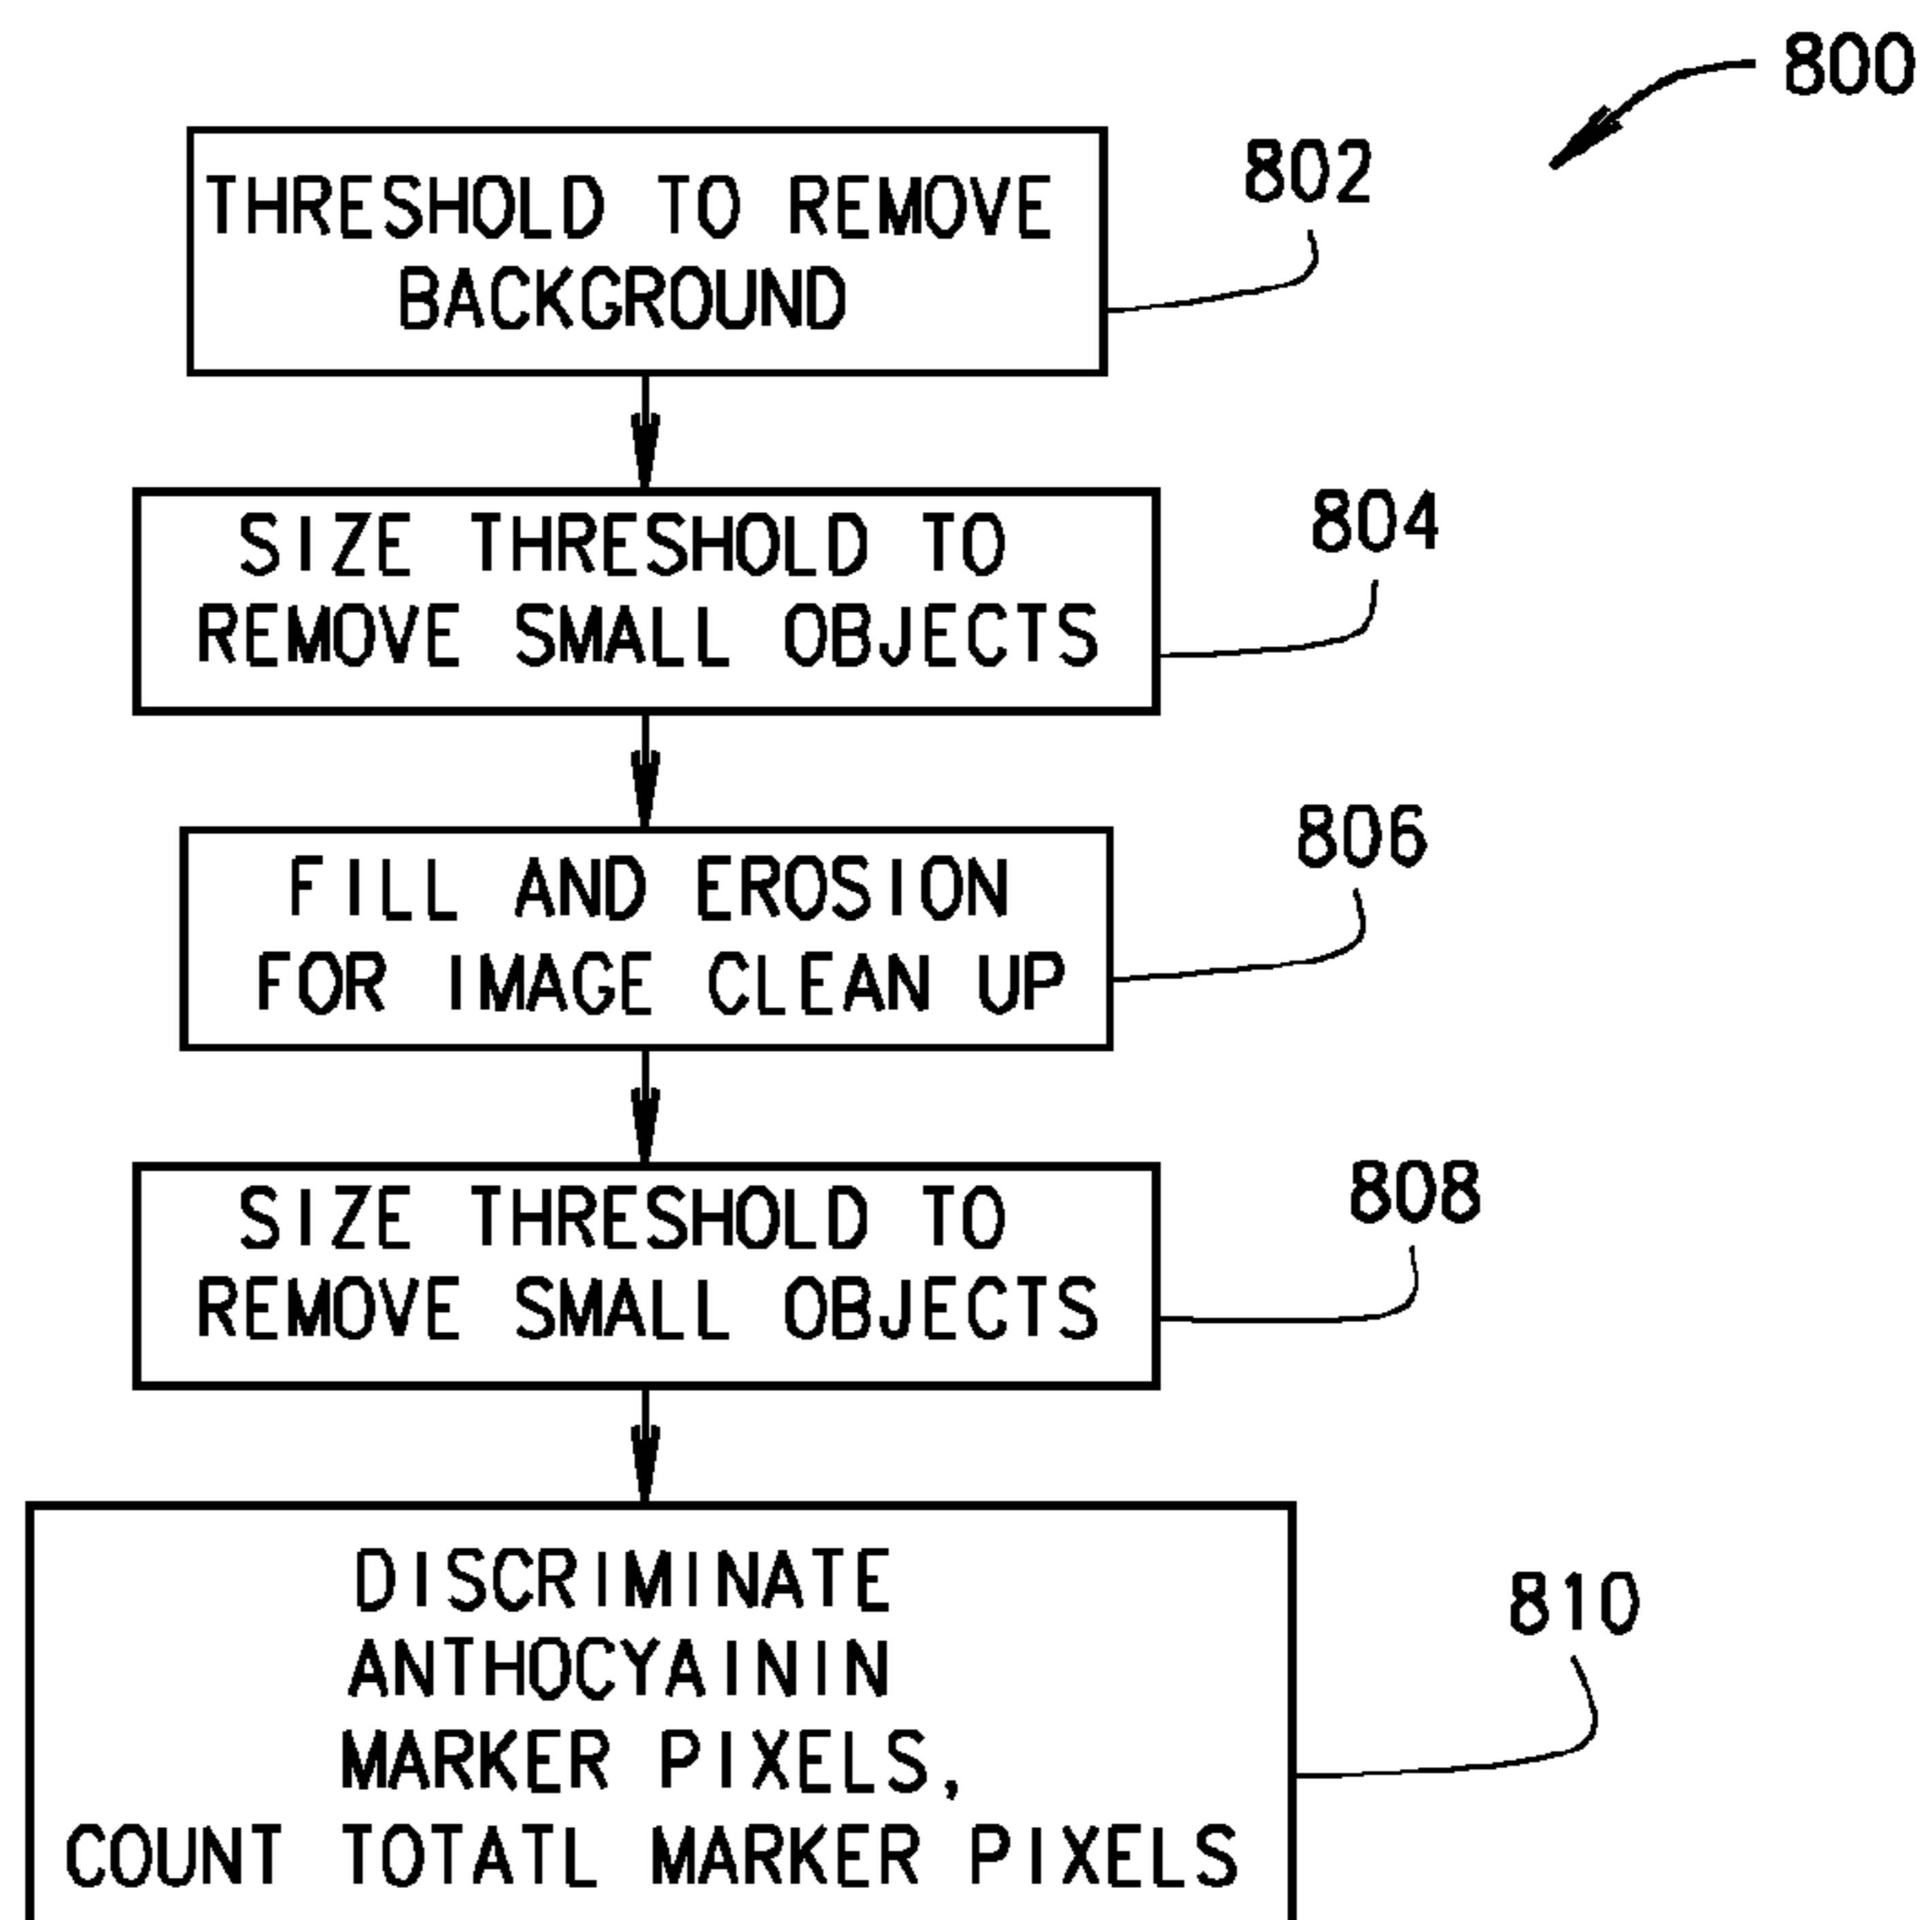 800
THRESHOLD TO REMOVE
BACKGROUND
802
SIZE THRESHOLD TO
REMOVE SMALL OBJECTS
804
FILL AND EROSION
FOR IMAGE CLEAN UP
806
SIZE THRESHOLD TO
REMOVE SMALL OBJECTS
808
DISCRIMINATE
ANTHOCYAININ
MARKER PIXELS,
COUNT TOTATL MARKER PIXELS
810